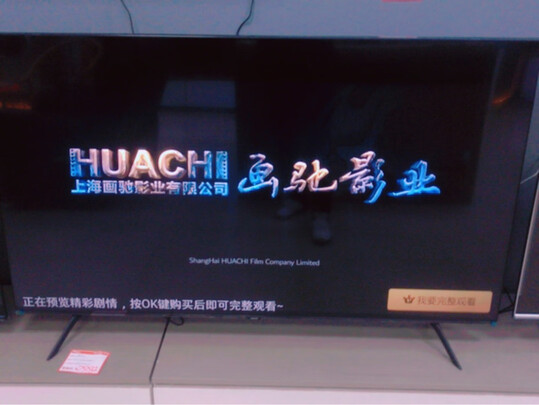 HUACHI
上海画驰影业有限公司
画驰影业
ShangHai HUACHI Film Company Limited
正在预览精彩剧情，按OK键购买后即可完整观看~
我要完整观看